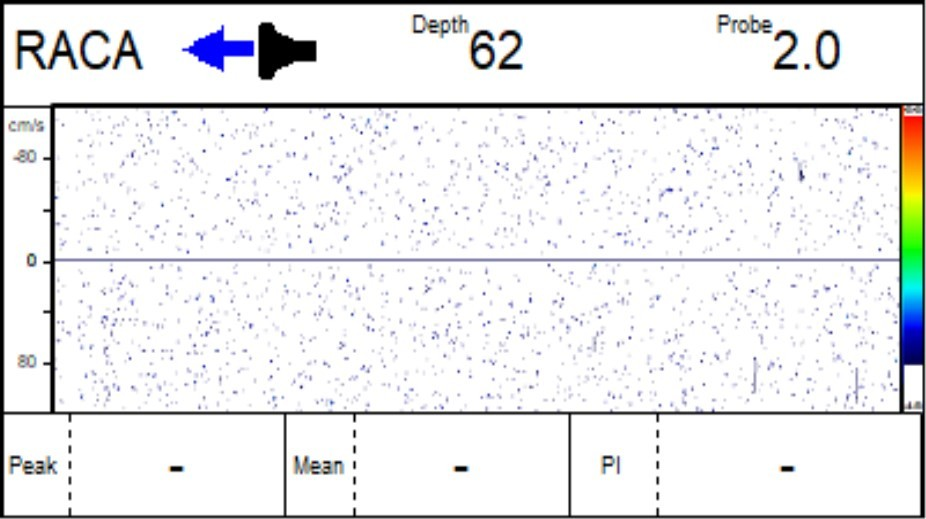 RACA Depth 62 Probe 2.0
cm/s
-80
0
80
Peak - Mean - PI -